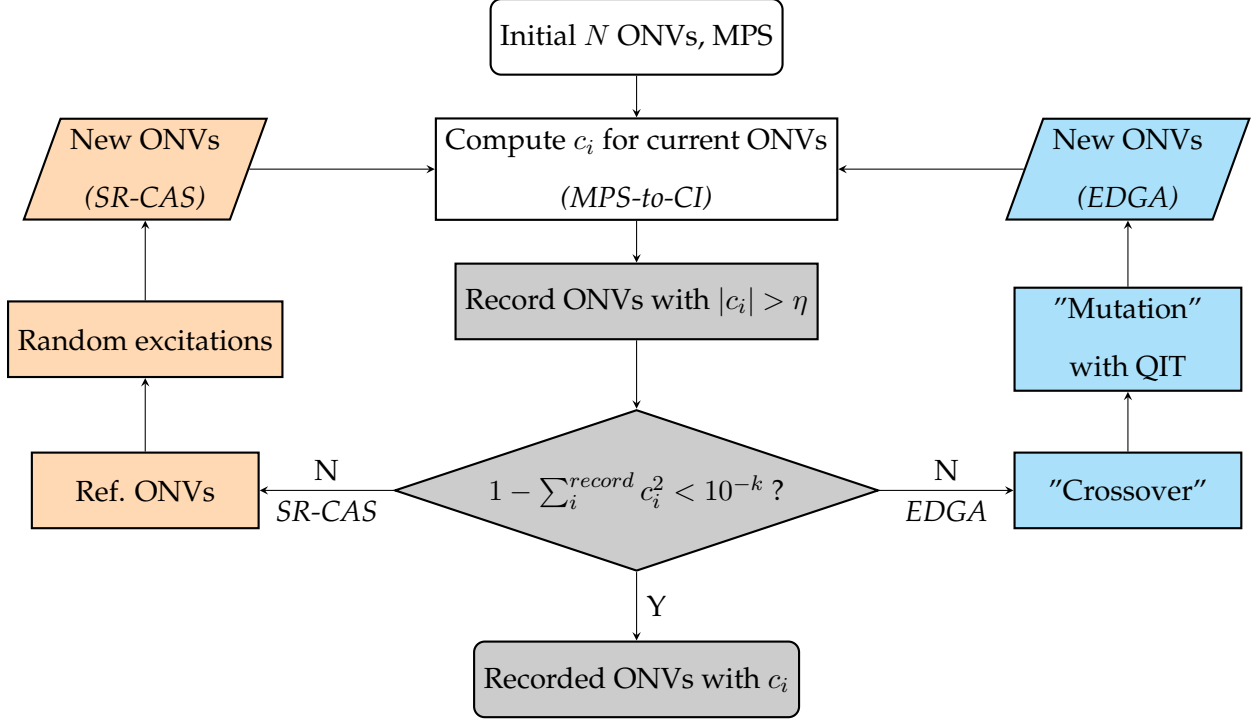 Initial N ONVs, MPS
New ONVs
(SR-CAS)
Compute c_i for current ONVs
(MPS-to-CI)
New ONVs
(EDGA)
Record ONVs with |c_i| > η
Random excitations
”Mutation”
with QIT
Ref. ONVs
N
SR-CAS
1 − ∑_i^{record} c_i^2 < 10^{−k} ?
N
EDGA
”Crossover”
Y
Recorded ONVs with c_i